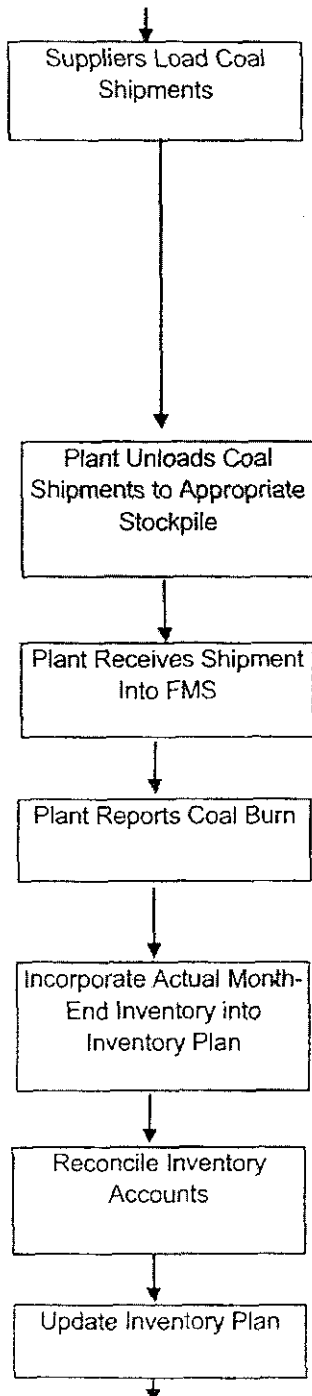 Suppliers Load Coal
Shipments
Plant Unloads Coal
Shipments to Appropriate
Stockpile
Plant Receives Shipment
Into FMS
Plant Reports Coal Burn
Incorporate Actual Month-
End Inventory into
Inventory Plan
Reconcile Inventory
Accounts
Update Inventory Plan